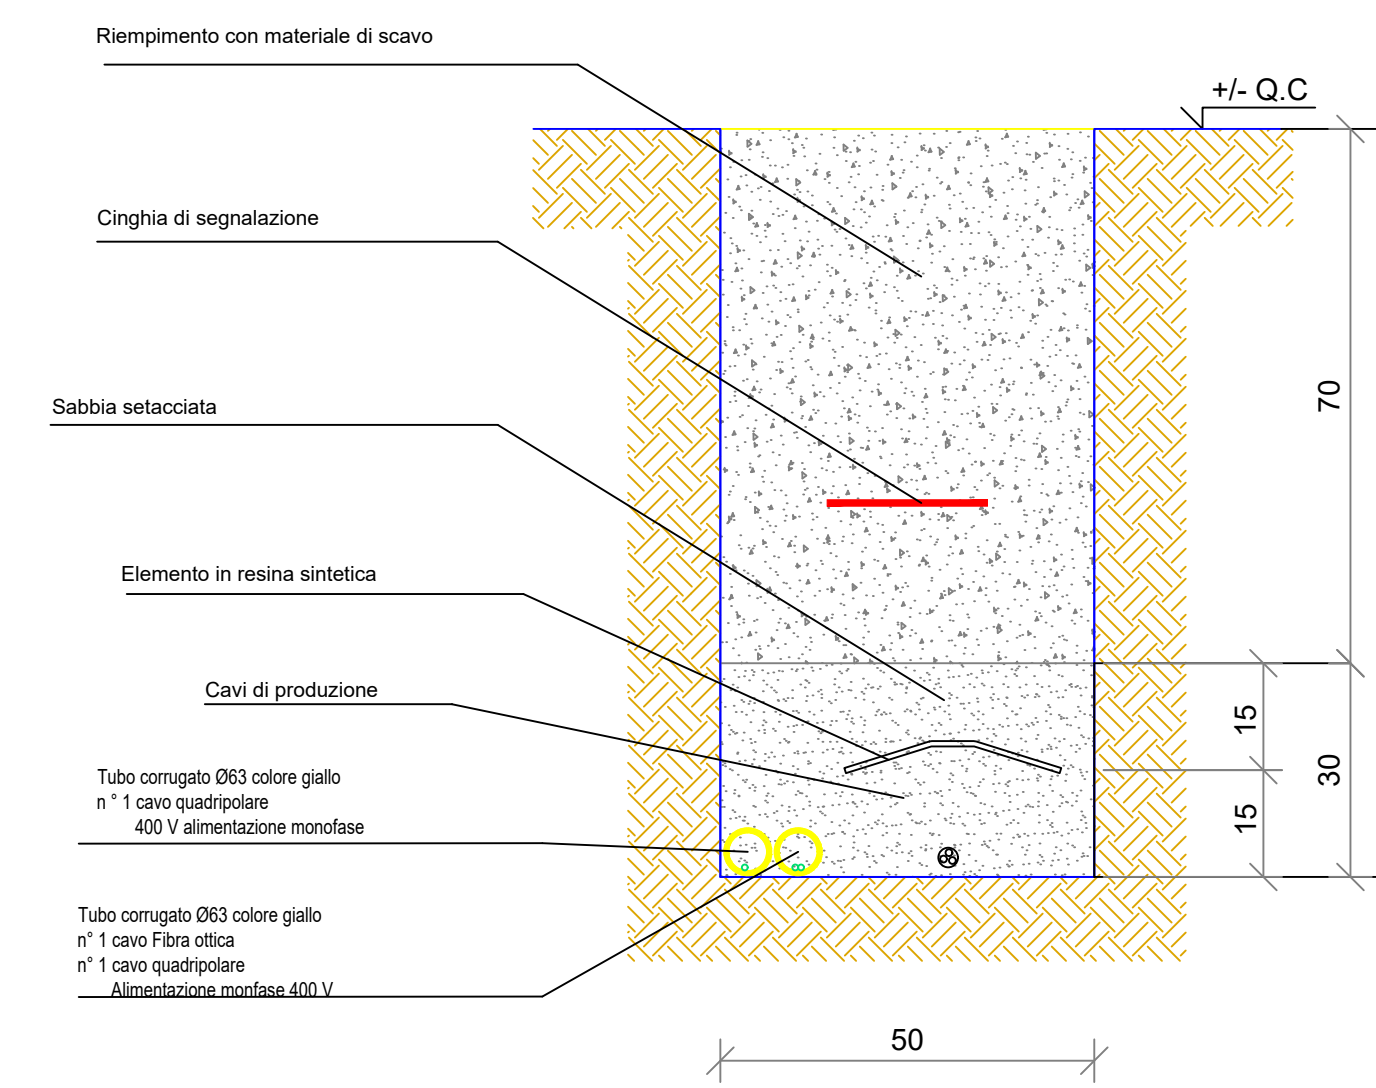 Riempimento con materiale di scavo
+/- Q.C
Cinghia di segnalazione
70
Sabbia setacciata
Elemento in resina sintetica
Cavi di produzione
15
30
15
Tubo corrugato Ø63 colore giallo
n ° 1 cavo quadripolare
400 V alimentazione monofase
Tubo corrugato Ø63 colore giallo
n° 1 cavo Fibra ottica
n° 1 cavo quadripolare
Alimentazione monfase 400 V
50